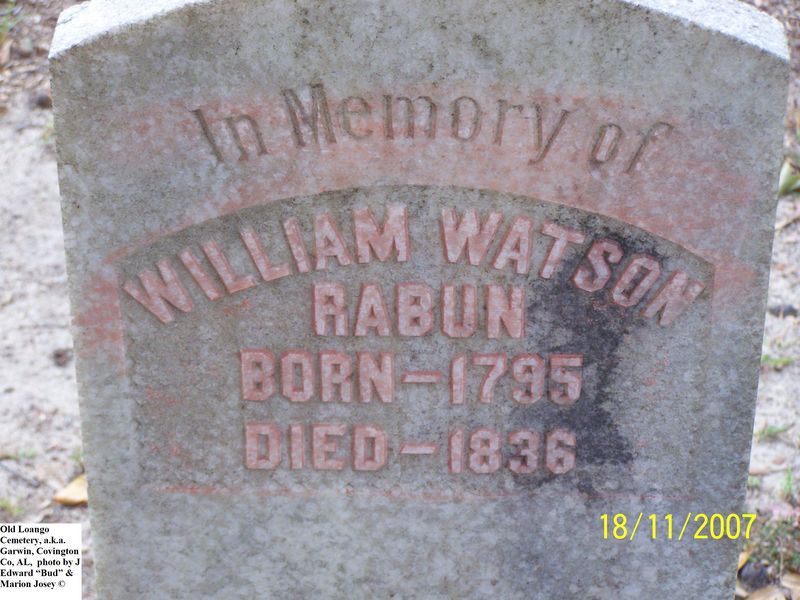 In Memory of
WILLIAM WATSON
RABUN
BORN-1795
DIED-1836
18/11/2007
Old Loango
Cemetery, a.k.a.
Garwin, Covington
Co, AL, photo by J
Edward “Bud” &
Marion Josey ©